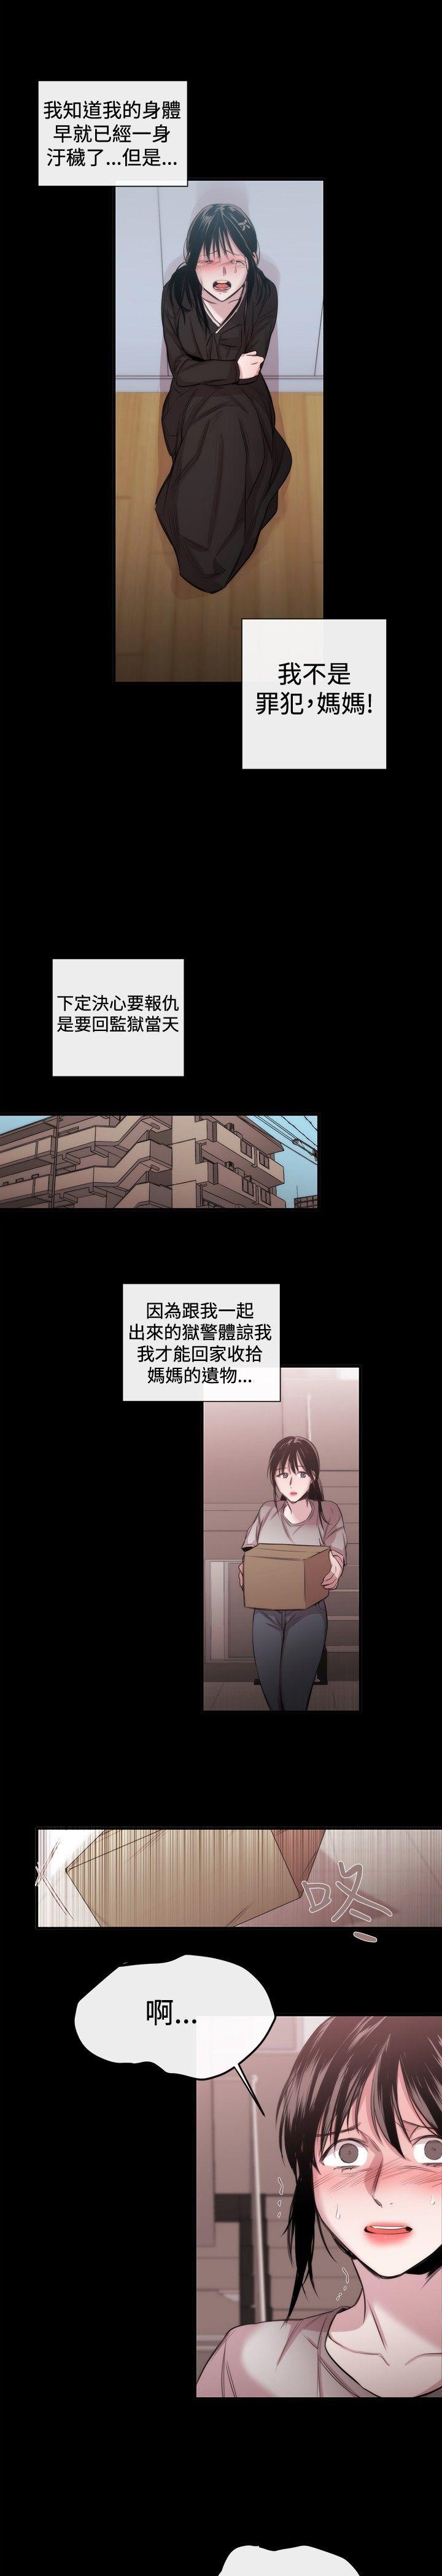 我知道我的身體
早就已經一身
汙穢了...但是...
我不是
罪犯,媽媽!
下定決心要報仇
是要回監獄當天
因為跟我一起
出來的獄警體諒我
我才能回家收拾
媽媽的遺物...
咚
啊...